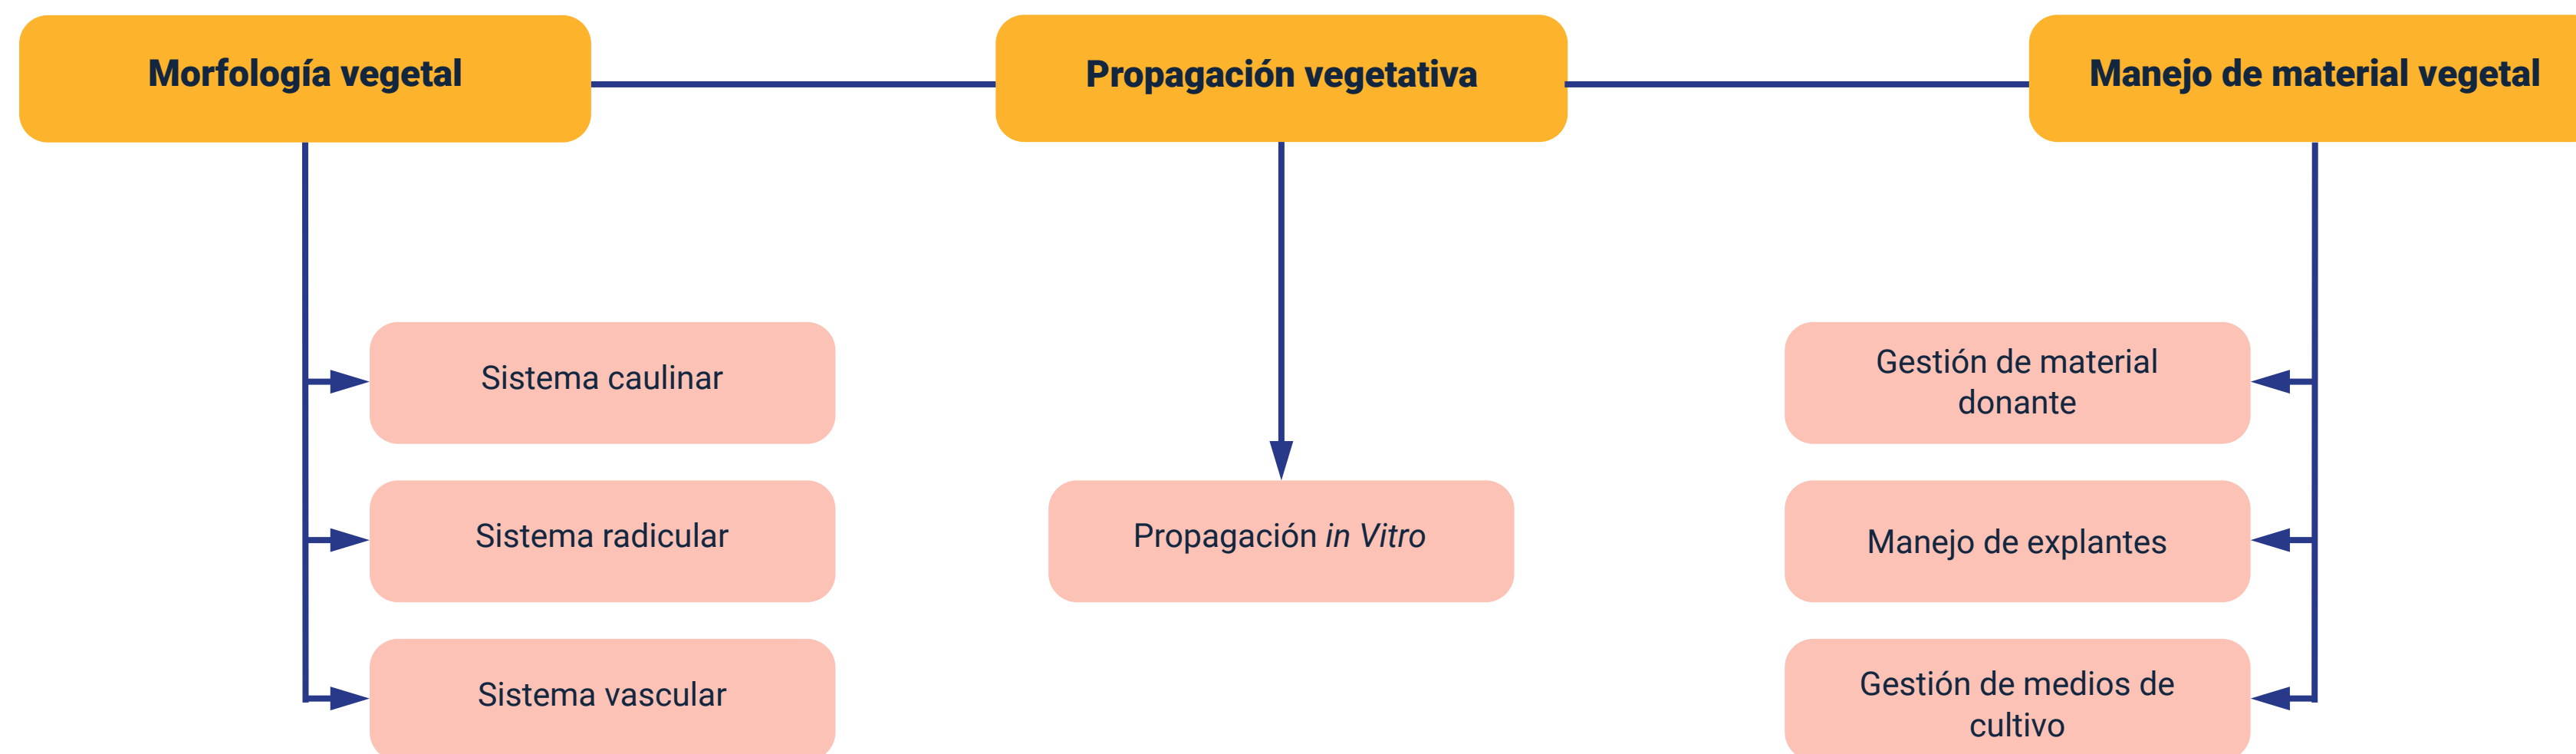 Morfología vegetal
Propagación vegetativa
Manejo de material vegetal
Sistema caulinar
Sistema radicular
Sistema vascular
Propagación in Vitro
Gestión de material
donante
Manejo de explantes
Gestión de medios de
cultivo